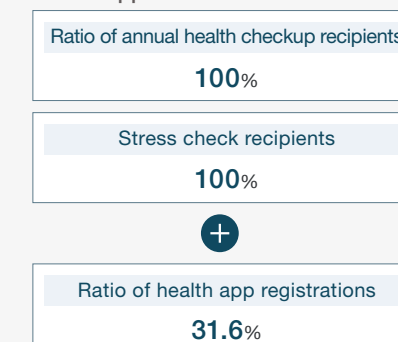 Ratio of annual health checkup recipients
100%
Stress check recipients
100%
+
Ratio of health app registrations
31.6%